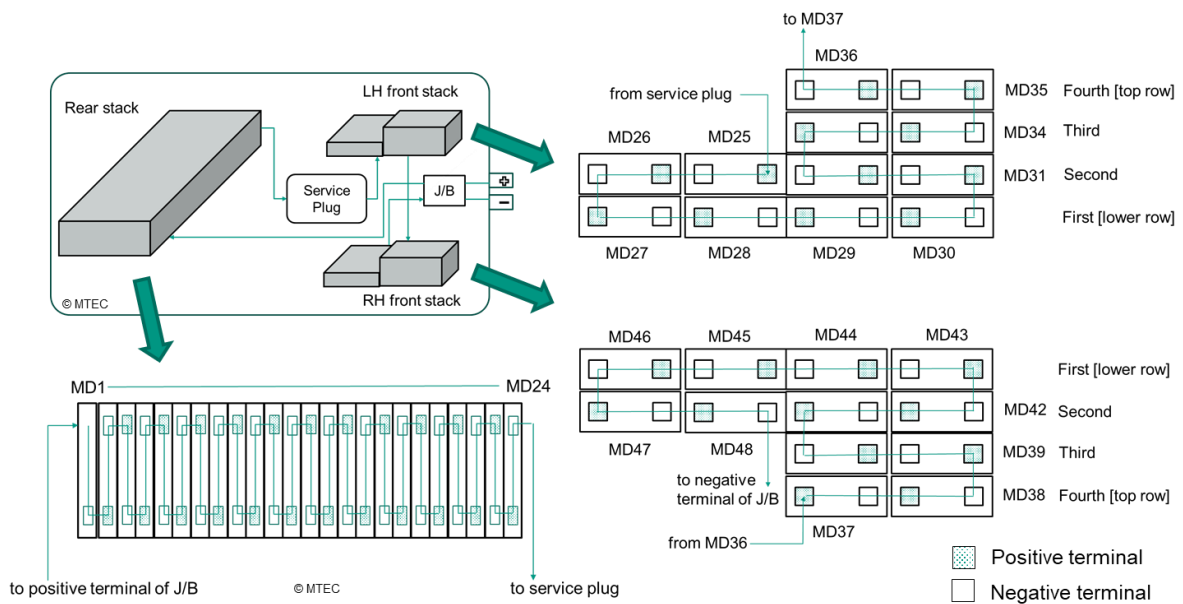 to MD37
MD36
LH front stack
from service plug
MD35
Fourth [top row]
Rear stack
MD26
MD25
MD34
Third
Service
Plug
J/B
+
−
MD31
Second
First [lower row]
MD27
MD28
MD29
MD30
RH front stack
© MTEC
MD46
MD45
MD44
MD43
First [lower row]
MD1
MD24
MD42
Second
MD47
MD48
MD39
Third
to negative
terminal of J/B
MD38
Fourth [top row]
from MD36
MD37
Positive terminal
to positive terminal of J/B
© MTEC
to service plug
Negative terminal